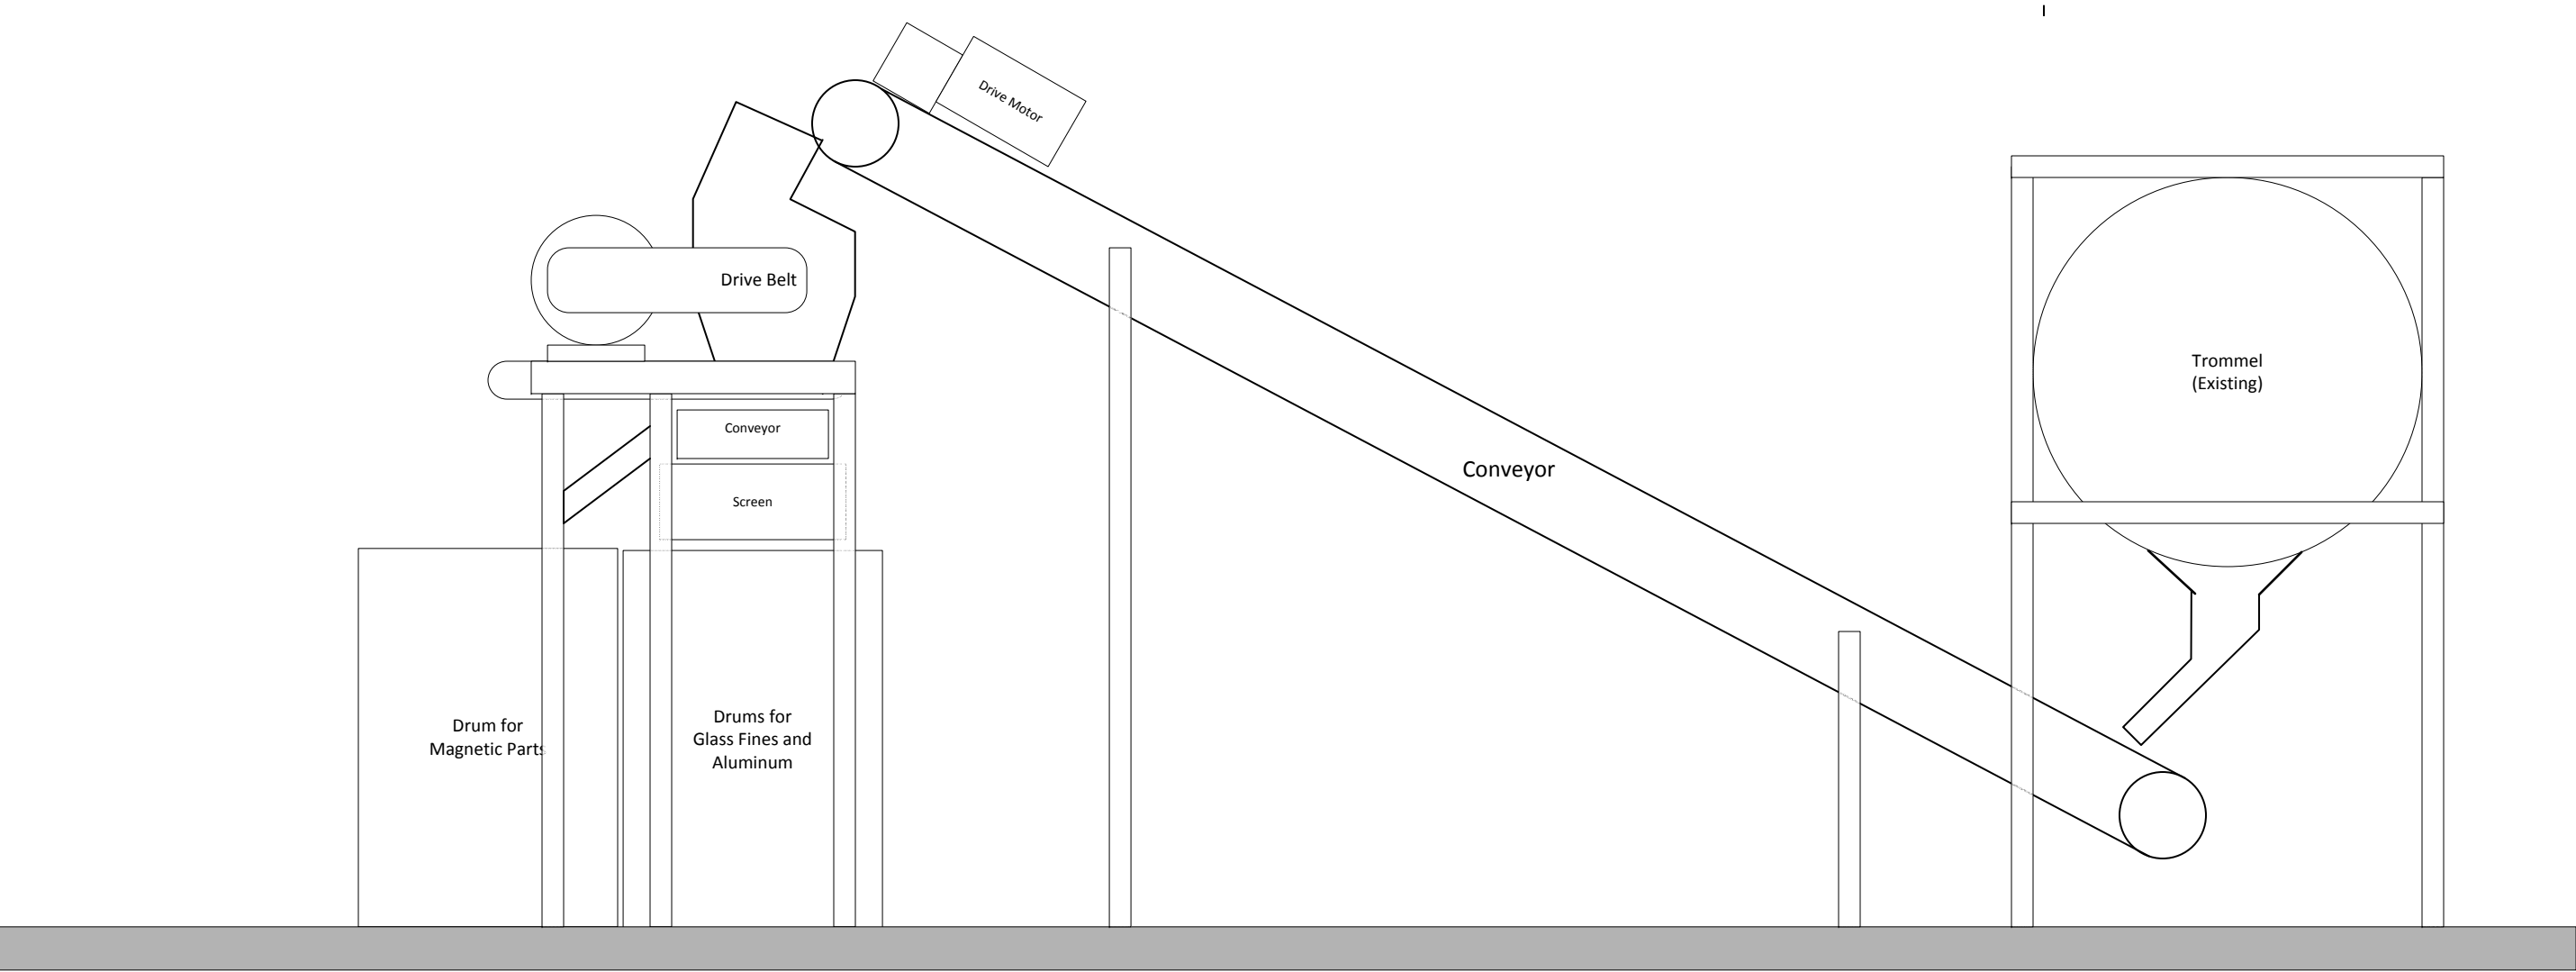 Drive Motor
Drive Belt
Trommel
(Existing)
Conveyor
Conveyor
Screen
Drum for
Magnetic Parts
Drums for
Glass Fines and
Aluminum